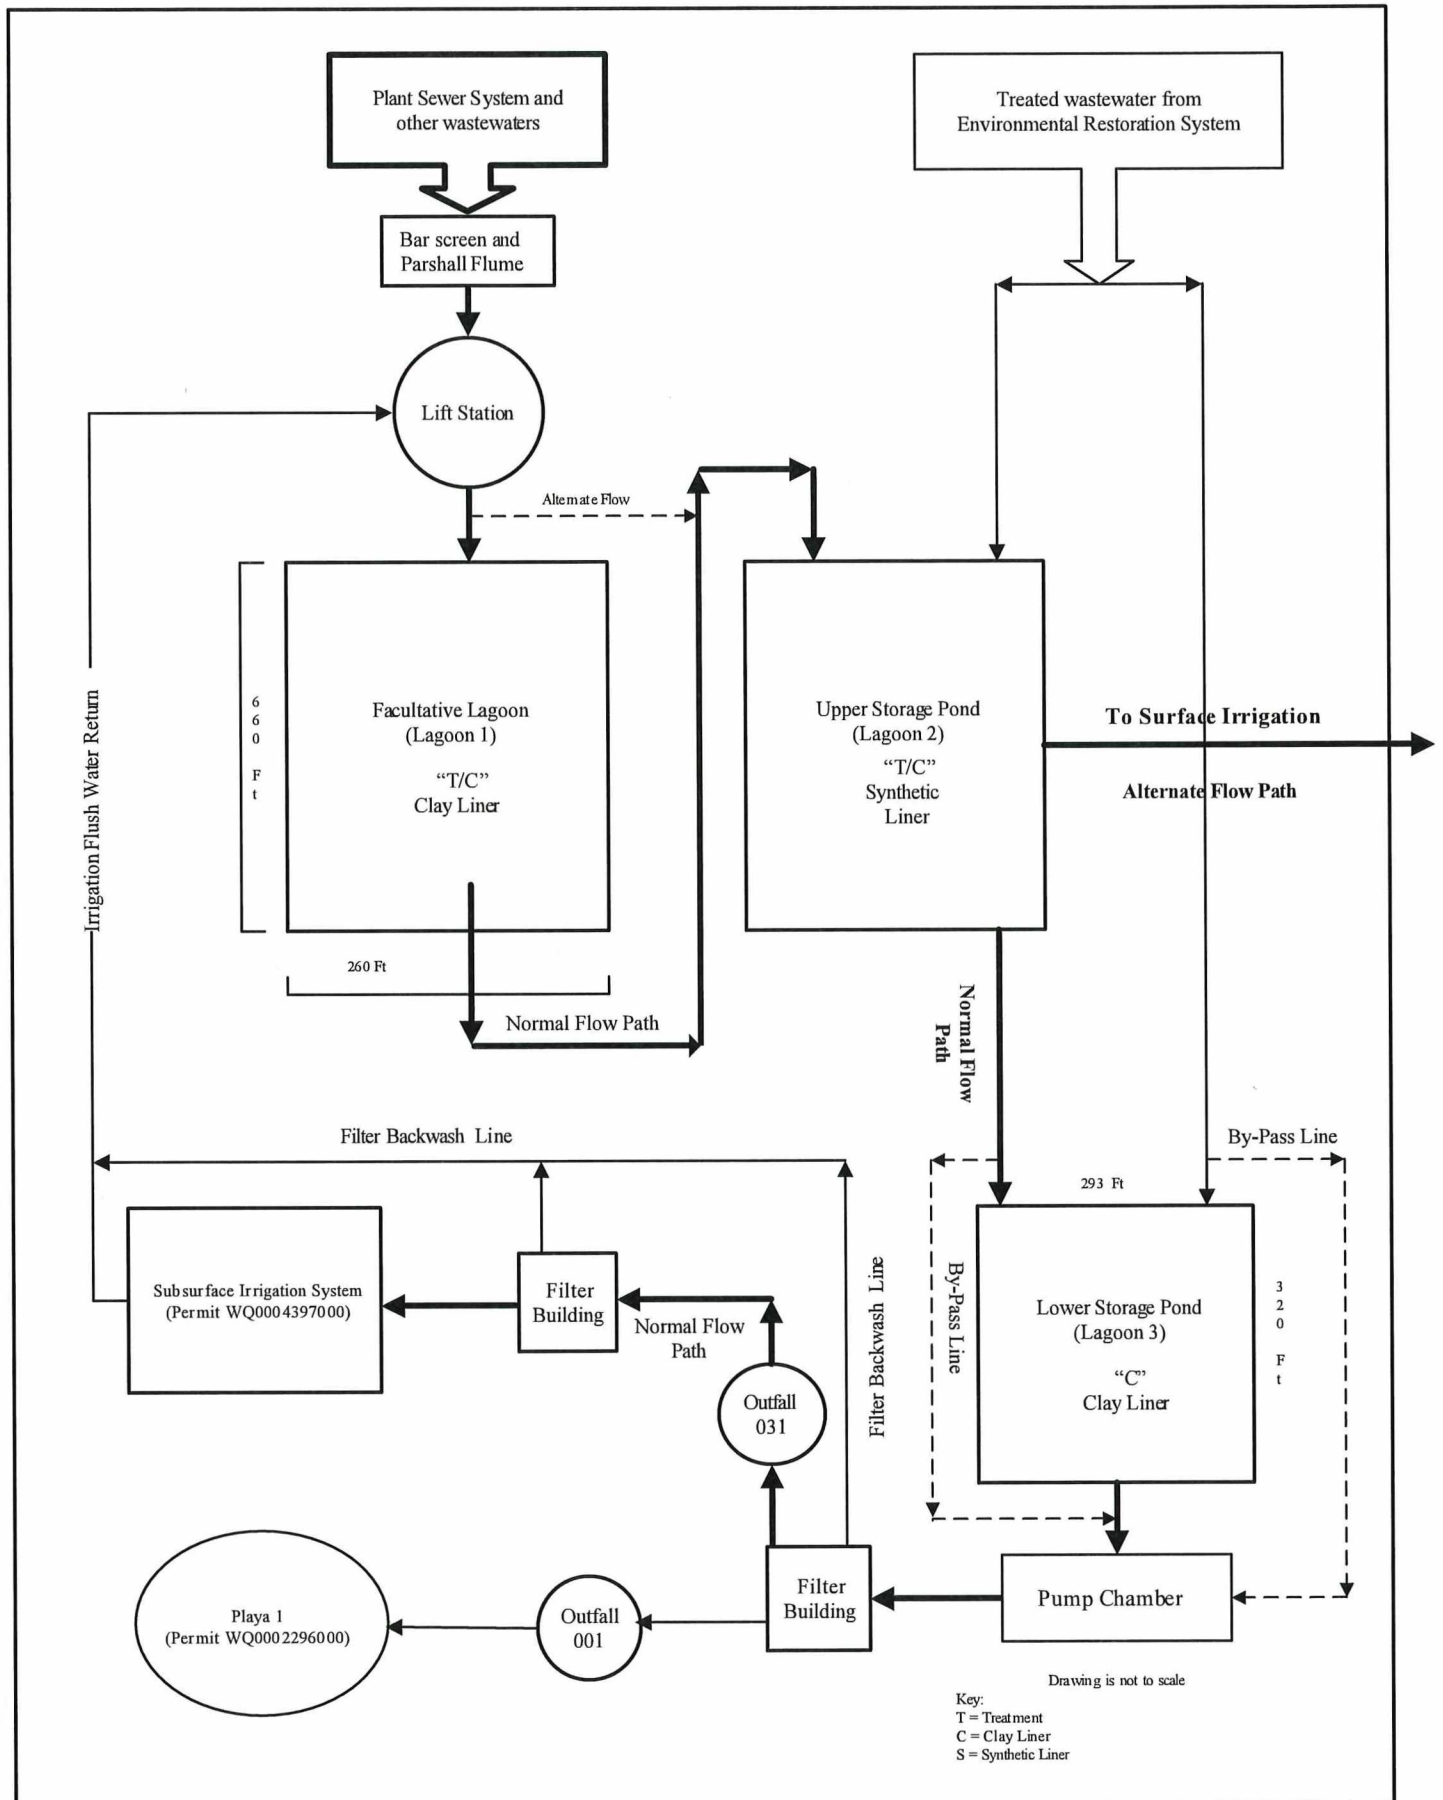 Plant Sewer System and
other wastewaters
Treated wastewater from
Environmental Restoration System
Bar screen and
Parshall Flume
Lift Station
Alternate Flow
660 Ft
Facultative Lagoon
(Lagoon 1)
“T/C”
Clay Liner
260 Ft
Normal Flow Path
Upper Storage Pond
(Lagoon 2)
“T/C”
Synthetic
Liner
To Surface Irrigation
Alternate Flow Path
Irrigation Flush Water Return
Normal Flow
Path
Filter Backwash Line
By-Pass Line
293 Ft
Subsurface Irrigation System
(Permit WQ0004397000)
Filter
Building
Normal Flow
Path
Filter Backwash Line
By-Pass Line
Lower Storage Pond
(Lagoon 3)
“C”
Clay Liner
320 Ft
Outfall
031
Playa 1
(Permit WQ0002296000)
Outfall
001
Filter
Building
Pump Chamber
Drawing is not to scale
Key:
T = Treatment
C = Clay Liner
S = Synthetic Liner